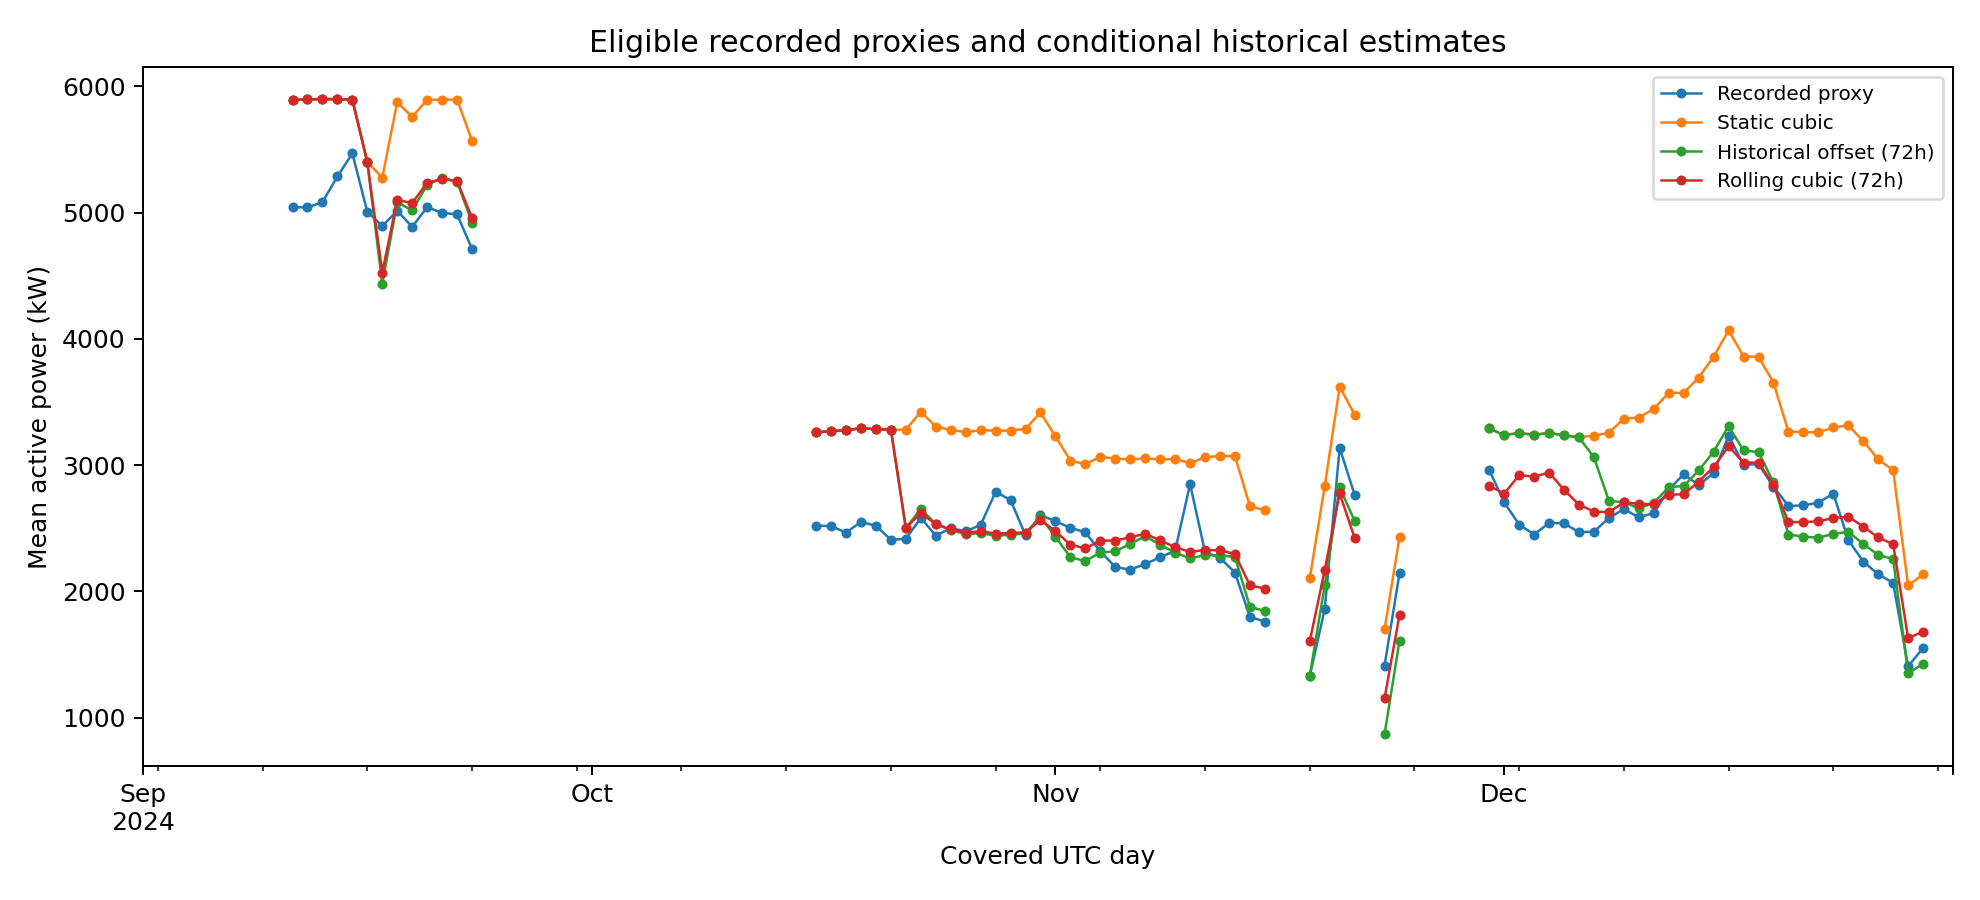 Eligible recorded proxies and conditional historical estimates
Mean active power (kW)
6000
5000
4000
3000
2000
1000
Recorded proxy
Static cubic
Historical offset (72h)
Rolling cubic (72h)
Sep
2024
Oct
Nov
Dec
Covered UTC day